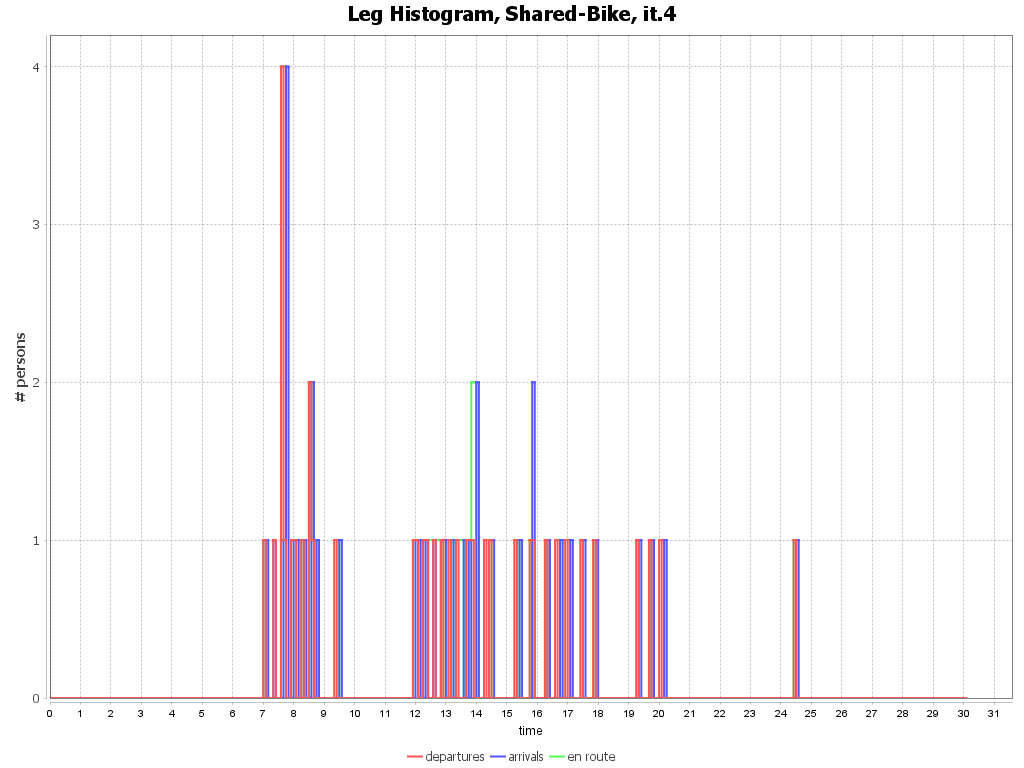 Leg Histogram, Shared-Bike, it.4
# persons
4
3
2
1
0
0 1 2 3 4 5 6 7 8 9 10 11 12 13 14 15 16 17 18 19 20 21 22 23 24 25 26 27 28 29 30 31
time
departures arrivals en route